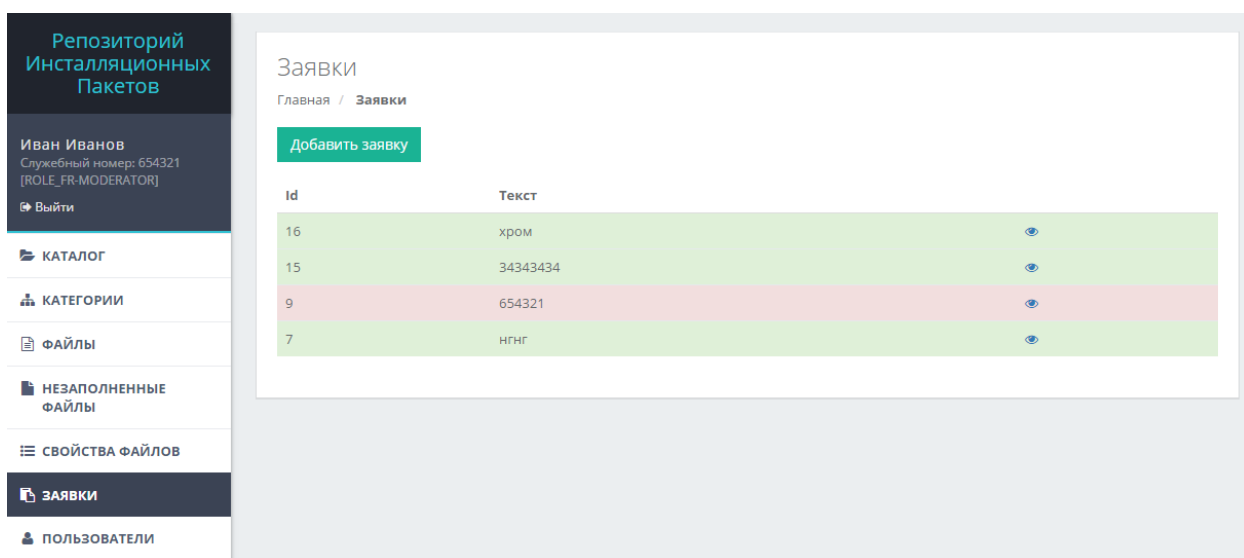 Репозиторий
Инсталляционных
Пакетов
Иван Иванов
Служебный номер: 654321
[ROLE_FR-MODERATOR]
Выйти
КАТАЛОГ
КАТЕГОРИИ
ФАЙЛЫ
НЕЗАПОЛНЕННЫЕ
ФАЙЛЫ
СВОЙСТВА ФАЙЛОВ
ЗАЯВКИ
ПОЛЬЗОВАТЕЛИ
Заявки
Главная / Заявки
Добавить заявку
Id Текст
16 хром
15 34343434
9 654321
7 нгнг